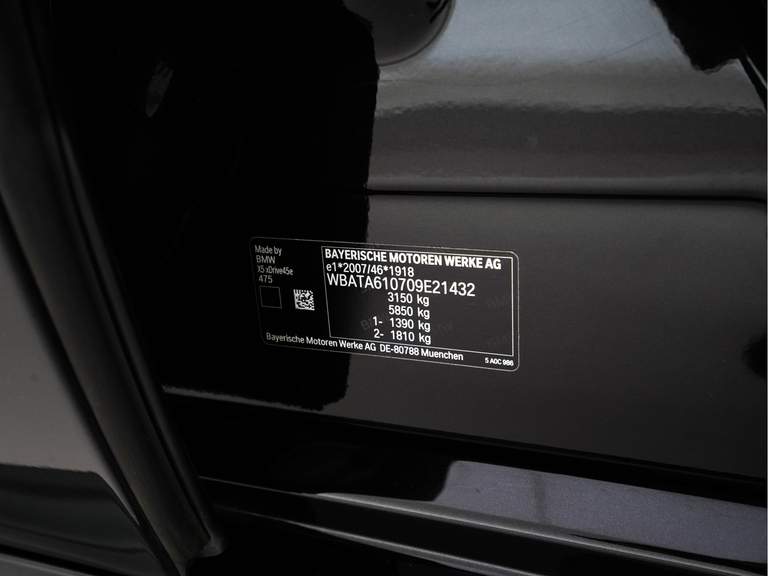 Made by
BMW
X5 xDrive45e
475
BAYERISCHE MOTOREN WERKE AG
e1*2007/46*1918
WBATA610709E21432
3150 kg
5850 kg
1- 1390 kg
2- 1810 kg
Bayerische Motoren Werke AG DE-80788 Muenchen
5 A0C 986